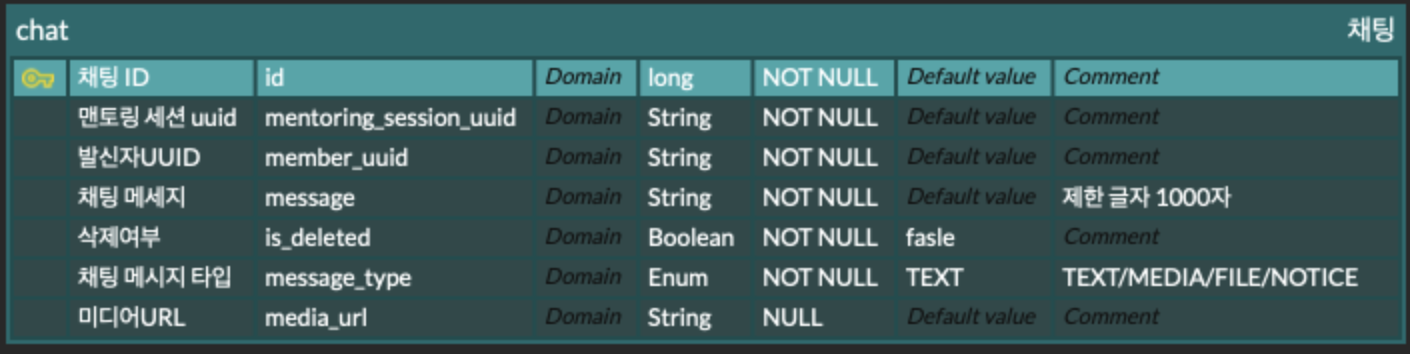 chat 채팅
채팅 ID id Domain long NOT NULL Default value Comment
맨토링 세션 uuid mentoring_session_uuid Domain String NOT NULL Default value Comment
발신자UUID member_uuid Domain String NOT NULL Default value Comment
채팅 메세지 message Domain String NOT NULL Default value 제한 글자 1000자
삭제여부 is_deleted Domain Boolean NOT NULL fasle Comment
채팅 메시지 타입 message_type Domain Enum NOT NULL TEXT TEXT/MEDIA/FILE/NOTICE
미디어URL media_url Domain String NULL Default value Comment